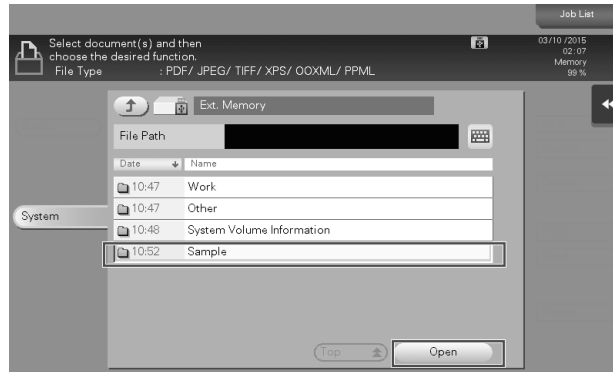 Job List
Select document(s) and then
choose the desired function.
File Type : PDF/ JPEG/ TIFF/ XPS/ OOXML/ PPML
03/10 /2015
02:07
Memory
99 %
Ext. Memory
File Path
Date Name
10:47 Work
10:47 Other
System
10:48 System Volume Information
10:52 Sample
Top
Open